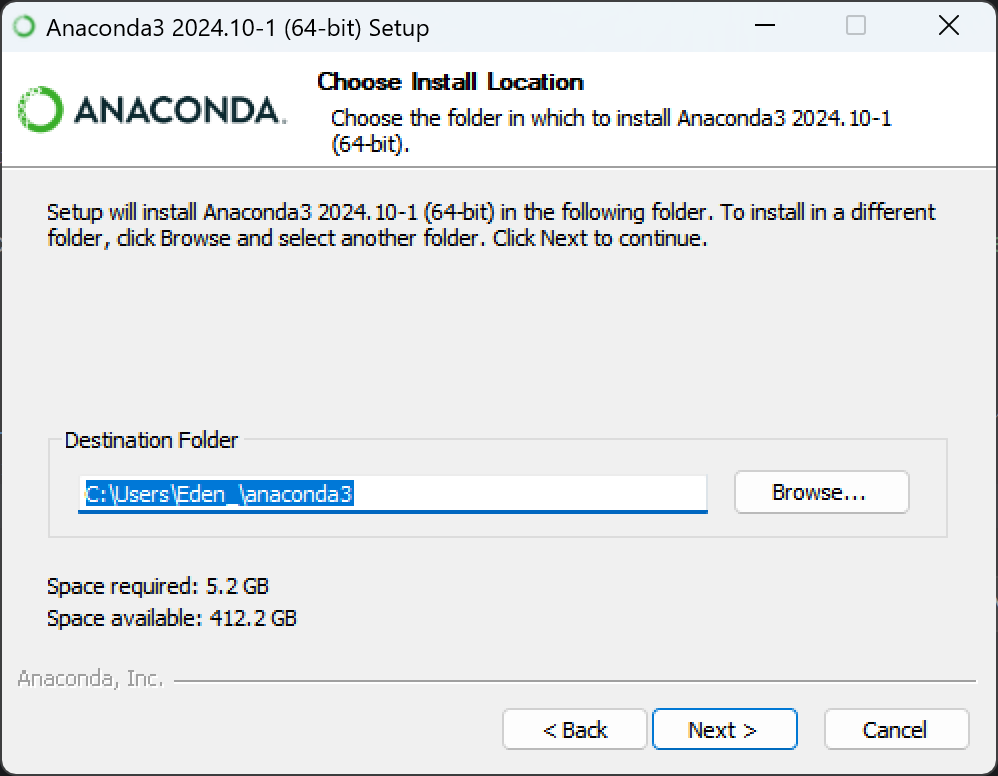 Anaconda3 2024.10-1 (64-bit) Setup
ANACONDA.
Choose Install Location
Choose the folder in which to install Anaconda3 2024.10-1
(64-bit).
Setup will install Anaconda3 2024.10-1 (64-bit) in the following folder. To install in a different
folder, click Browse and select another folder. Click Next to continue.
Destination Folder
C:\Users\Eden_\anaconda3
Browse...
Space required: 5.2 GB
Space available: 412.2 GB
Anaconda, Inc.
< Back
Next >
Cancel